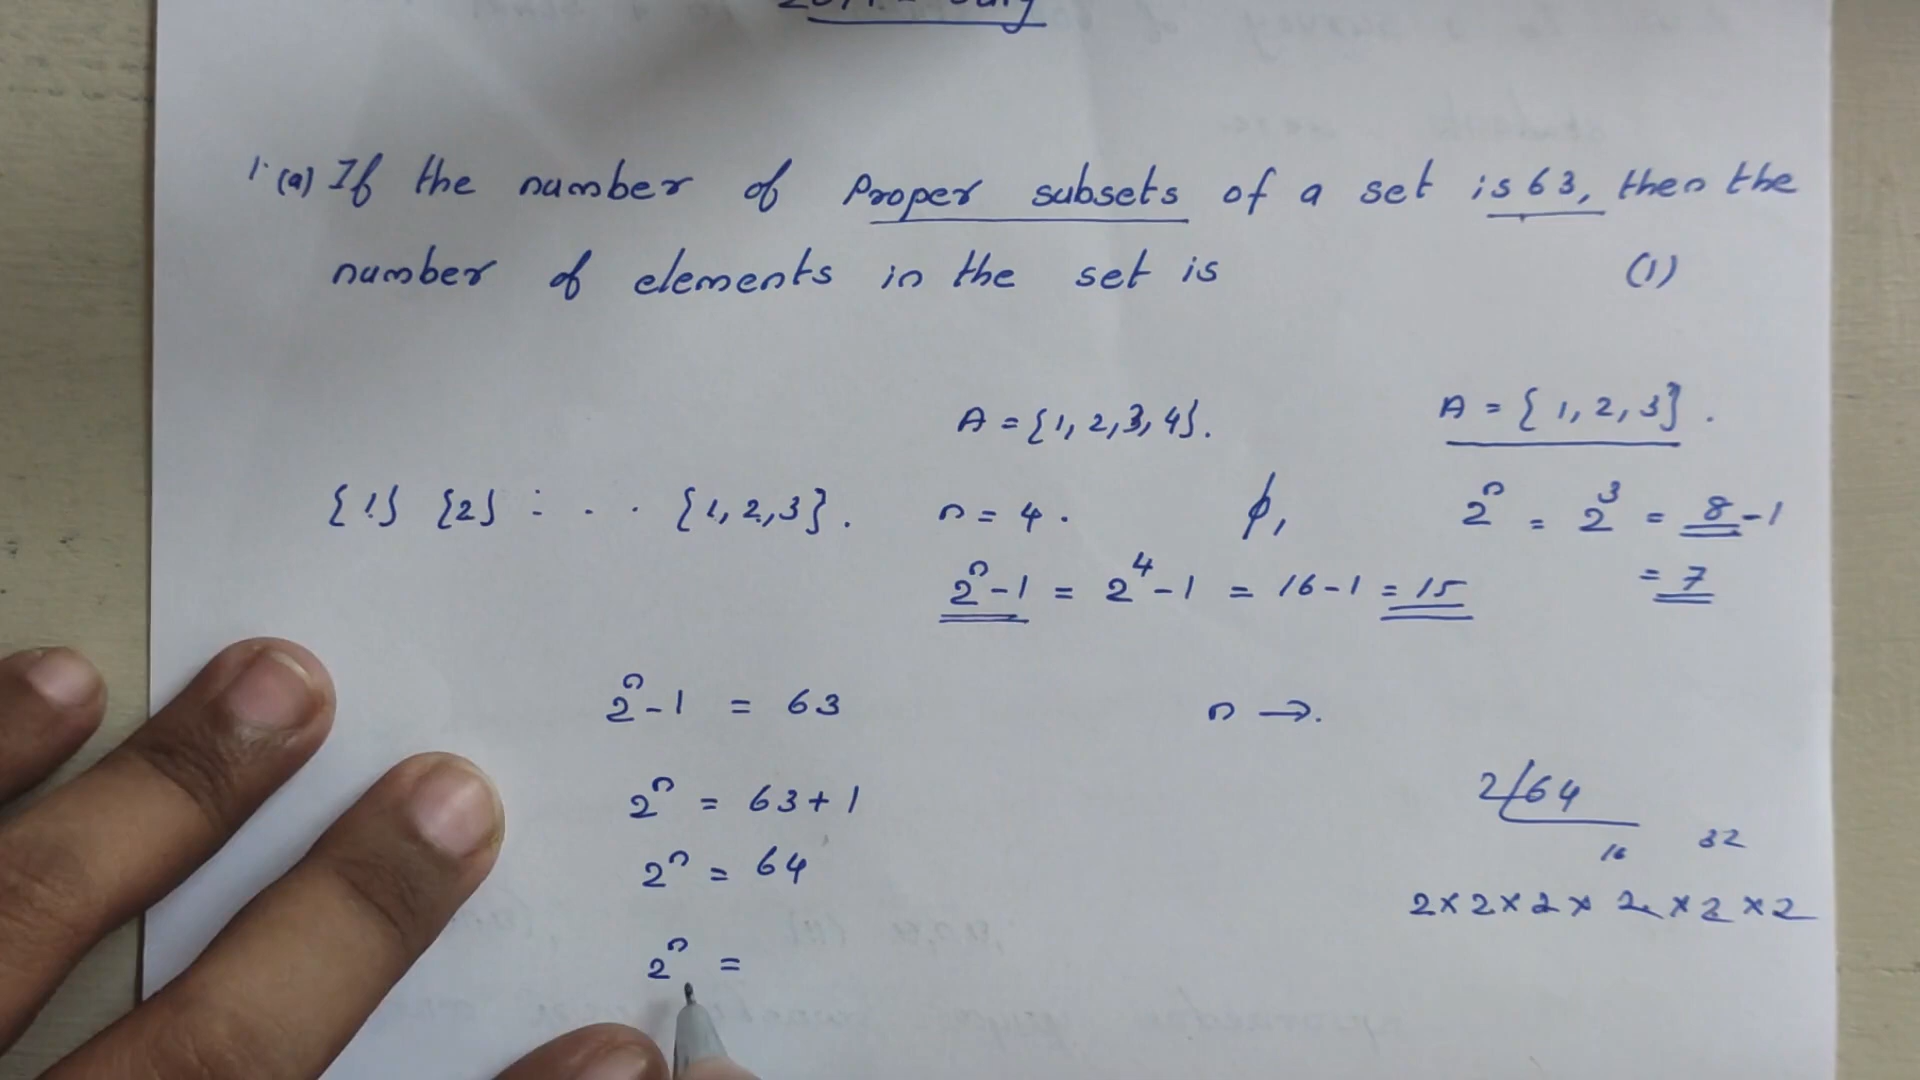 July
1. (a) If the number of proper subsets of a set is 63, then the
number of elements in the set is (1)
A = {1, 2, 3, 4}.
A = {1, 2, 3}.
{1} {2} : . . {1, 2, 3}.
n = 4.
ϕ,
2ⁿ = 2³ = 8 - 1
= 7
2ⁿ - 1 = 2⁴ - 1 = 16 - 1 = 15
2ⁿ - 1 = 63
n →.
2ⁿ = 63 + 1
2ⁿ = 64
2ⁿ =
2/64
16 32
2 × 2 × 2 × 2 × 2 × 2